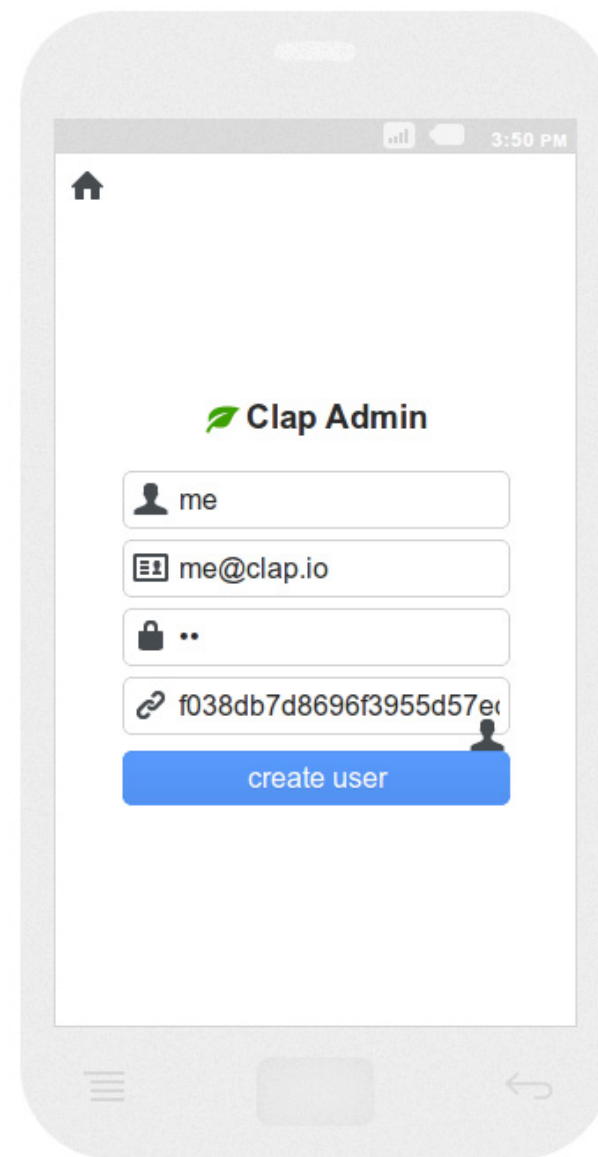 3:50 PM
Clap Admin
me
me@clap.io
••
f038db7d8696f3955d57e
create user